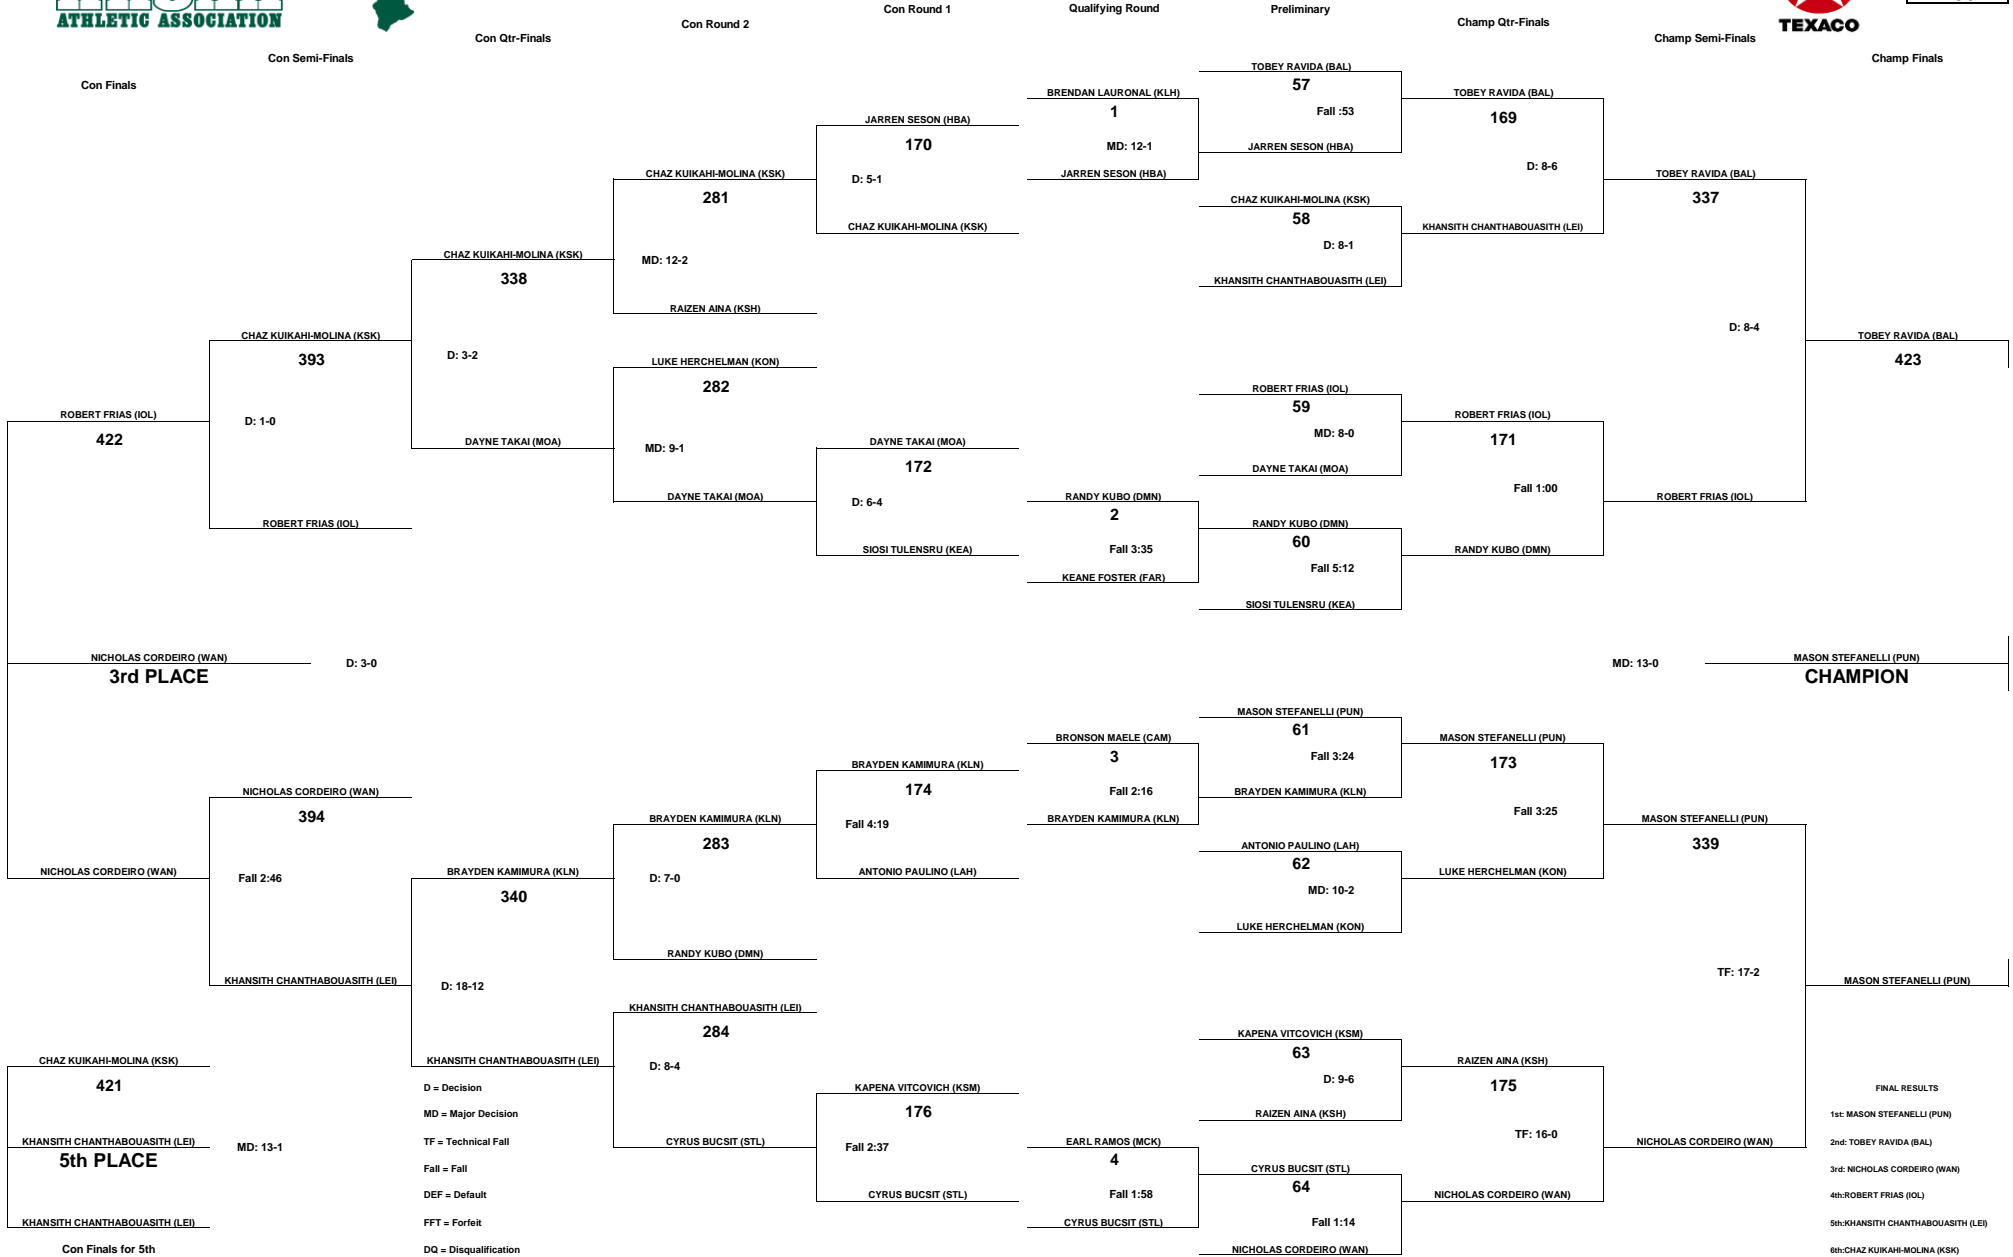 ATHLETIC ASSOCIATION
TEXACO
Con Finals
Con Semi-Finals
Con Qtr-Finals
Con Round 2
Con Round 1
Qualifying Round
Preliminary
Champ Qtr-Finals
Champ Semi-Finals
Champ Finals
ROBERT FRIAS (IOL)
422
NICHOLAS CORDEIRO (WAN)
3rd PLACE
D: 3-0
NICHOLAS CORDEIRO (WAN)
CHAZ KUIKAHI-MOLINA (KSK)
421
KHANSITH CHANTHABOUASITH (LEI)
5th PLACE
MD: 13-1
KHANSITH CHANTHABOUASITH (LEI)
Con Finals for 5th
CHAZ KUIKAHI-MOLINA (KSK)
393
D: 1-0
ROBERT FRIAS (IOL)
NICHOLAS CORDEIRO (WAN)
394
Fall 2:46
KHANSITH CHANTHABOUASITH (LEI)
CHAZ KUIKAHI-MOLINA (KSK)
338
D: 3-2
DAYNE TAKAI (MOA)
BRAYDEN KAMIMURA (KLN)
340
D: 18-12
KHANSITH CHANTHABOUASITH (LEI)
D = Decision
MD = Major Decision
TF = Technical Fall
Fall = Fall
DEF = Default
FFT = Forfeit
DQ = Disqualification
CHAZ KUIKAHI-MOLINA (KSK)
281
MD: 12-2
RAIZEN AINA (KSH)
LUKE HERCHELMAN (KON)
282
MD: 9-1
DAYNE TAKAI (MOA)
BRAYDEN KAMIMURA (KLN)
283
D: 7-0
RANDY KUBO (DMN)
KHANSITH CHANTHABOUASITH (LEI)
284
D: 8-4
CYRUS BUCSIT (STL)
JARREN SESON (HBA)
170
D: 5-1
CHAZ KUIKAHI-MOLINA (KSK)
DAYNE TAKAI (MOA)
172
D: 6-4
SIOSI TULENSRU (KEA)
BRAYDEN KAMIMURA (KLN)
174
Fall 4:19
ANTONIO PAULINO (LAH)
KAPENA VITCOVICH (KSM)
176
Fall 2:37
CYRUS BUCSIT (STL)
BRENDAN LAURONAL (KLH)
1
MD: 12-1
JARREN SESON (HBA)
RANDY KUBO (DMN)
2
Fall 3:35
KEANE FOSTER (FAR)
BRONSON MAELE (CAM)
3
Fall 2:16
BRAYDEN KAMIMURA (KLN)
EARL RAMOS (MCK)
4
Fall 1:58
CYRUS BUCSIT (STL)
TOBEY RAVIDA (BAL)
57
Fall :53
JARREN SESON (HBA)
CHAZ KUIKAHI-MOLINA (KSK)
58
D: 8-1
KHANSITH CHANTHABOUASITH (LEI)
ROBERT FRIAS (IOL)
59
MD: 8-0
DAYNE TAKAI (MOA)
RANDY KUBO (DMN)
60
Fall 5:12
SIOSI TULENSRU (KEA)
MASON STEFANELLI (PUN)
61
Fall 3:24
BRAYDEN KAMIMURA (KLN)
ANTONIO PAULINO (LAH)
62
MD: 10-2
LUKE HERCHELMAN (KON)
KAPENA VITCOVICH (KSM)
63
D: 9-6
RAIZEN AINA (KSH)
CYRUS BUCSIT (STL)
64
Fall 1:14
NICHOLAS CORDEIRO (WAN)
TOBEY RAVIDA (BAL)
169
D: 8-6
KHANSITH CHANTHABOUASITH (LEI)
ROBERT FRIAS (IOL)
171
Fall 1:00
RANDY KUBO (DMN)
MASON STEFANELLI (PUN)
173
Fall 3:25
LUKE HERCHELMAN (KON)
RAIZEN AINA (KSH)
175
TF: 16-0
NICHOLAS CORDEIRO (WAN)
TOBEY RAVIDA (BAL)
337
D: 8-4
ROBERT FRIAS (IOL)
MASON STEFANELLI (PUN)
339
TF: 17-2
NICHOLAS CORDEIRO (WAN)
TOBEY RAVIDA (BAL)
423
MD: 13-0
MASON STEFANELLI (PUN)
CHAMPION
MASON STEFANELLI (PUN)
FINAL RESULTS
1st: MASON STEFANELLI (PUN)
2nd: TOBEY RAVIDA (BAL)
3rd: NICHOLAS CORDEIRO (WAN)
4th:ROBERT FRIAS (IOL)
5th:KHANSITH CHANTHABOUASITH (LEI)
6th:CHAZ KUIKAHI-MOLINA (KSK)